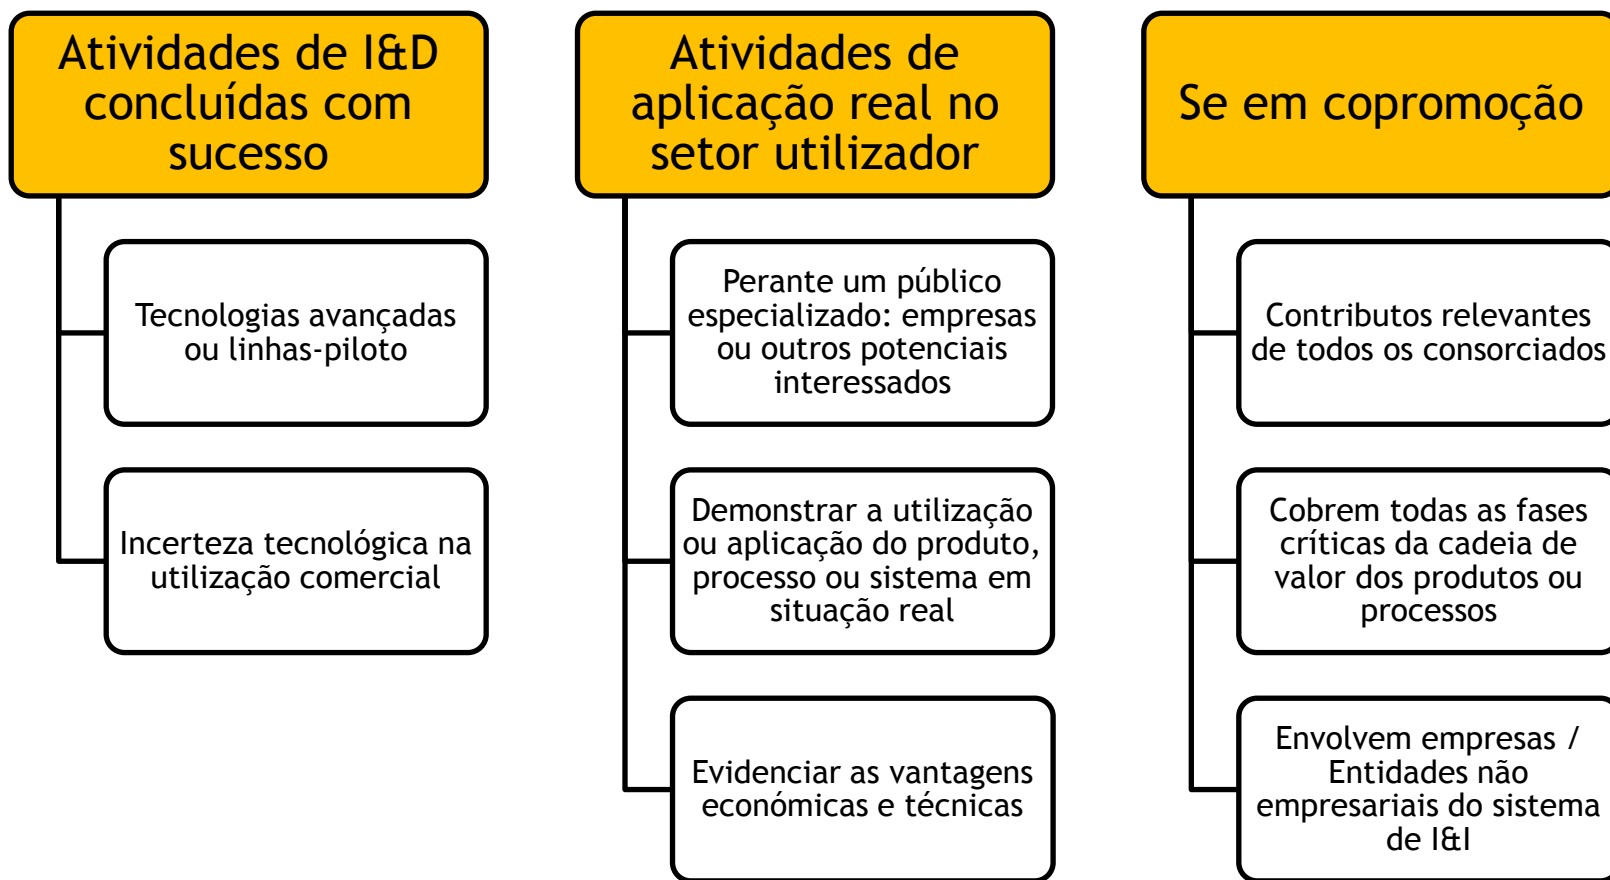 Atividades de I&D
concluídas com
sucesso
Tecnologias avançadas
ou linhas-piloto
Incerteza tecnológica na
utilização comercial
Atividades de
aplicação real no
setor utilizador
Perante um público
especializado: empresas
ou outros potenciais
interessados
Demonstrar a utilização
ou aplicação do produto,
processo ou sistema em
situação real
Evidenciar as vantagens
económicas e técnicas
Se em copromoção
Contributos relevantes
de todos os consorciados
Cobrem todas as fases
críticas da cadeia de
valor dos produtos ou
processos
Envolvem empresas /
Entidades não
empresariais do sistema
de I&I